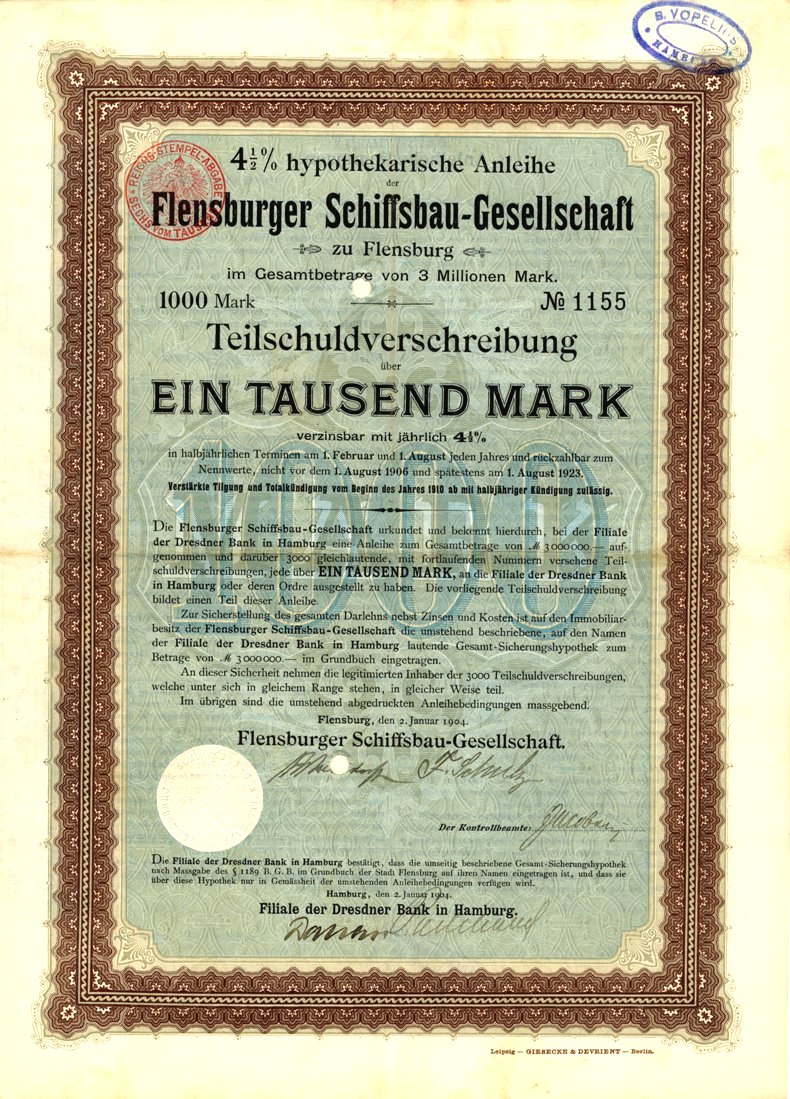 B. VOPELIUS
HAMBURG
REICHS-STEMPEL-ABGABE
SECHS VOM TAUSEND
4½% hypothekarische Anleihe
der
Flensburger Schiffsbau-Gesellschaft
zu Flensburg
im Gesamtbetrage von 3 Millionen Mark.
1000 Mark № 1155
Teilschuldverschreibung
über
EIN TAUSEND MARK
verzinsbar mit jährlich 4½%
in halbjährlichen Terminen am 1. Februar und 1. August jeden Jahres und rückzahlbar zum
Nennwerte, nicht vor dem 1. August 1906 und spätestens am 1. August 1923.
Verstärkte Tilgung und Totalkündigung vom Beginn des Jahres 1910 ab mit halbjähriger Kündigung zulässig.
1000
MARK
Die Flensburger Schiffsbau-Gesellschaft urkundet und bekennt hierdurch, bei der Filiale
der Dresdner Bank in Hamburg eine Anleihe zum Gesamtbetrage von ℳ 3 000 000.— auf-
genommen und darüber 3000 gleichlautende, mit fortlaufenden Nummern versehene Teil-
schuldverschreibungen, jede über EIN TAUSEND MARK, an die Filiale der Dresdner Bank
in Hamburg oder deren Ordre ausgestellt zu haben. Die vorliegende Teilschuldverschreibung
bildet einen Teil dieser Anleihe.
Zur Sicherstellung des gesamten Darlehns nebst Zinsen und Kosten ist auf den Immobiliar-
besitz der Flensburger Schiffsbau-Gesellschaft die umstehend beschriebene, auf den Namen
der Filiale der Dresdner Bank in Hamburg lautende Gesamt-Sicherungshypothek zum
Betrage von ℳ 3 000 000.— im Grundbuch eingetragen.
An dieser Sicherheit nehmen die legitimierten Inhaber der 3000 Teilschuldverschreibungen,
welche unter sich in gleichem Range stehen, in gleicher Weise teil.
Im übrigen sind die umstehend abgedruckten Anleihebedingungen massgebend.
Flensburg, den 2. Januar 1904.
Flensburger Schiffsbau-Gesellschaft.
F. Schulz
Der Kontrollbeamte:
Die Filiale der Dresdner Bank in Hamburg bestätigt, dass die umseitig beschriebene Gesamt-Sicherungshypothek
nach Massgabe des § 1189 B. G. B. im Grundbuch der Stadt Flensburg auf ihren Namen eingetragen ist, und dass sie
über diese Hypothek nur in Gemässheit der umstehenden Anleihebedingungen verfügen wird.
Hamburg, den 2. Januar 1904.
Filiale der Dresdner Bank in Hamburg.
Leipzig — GIESECKE & DEVRIENT — Berlin.